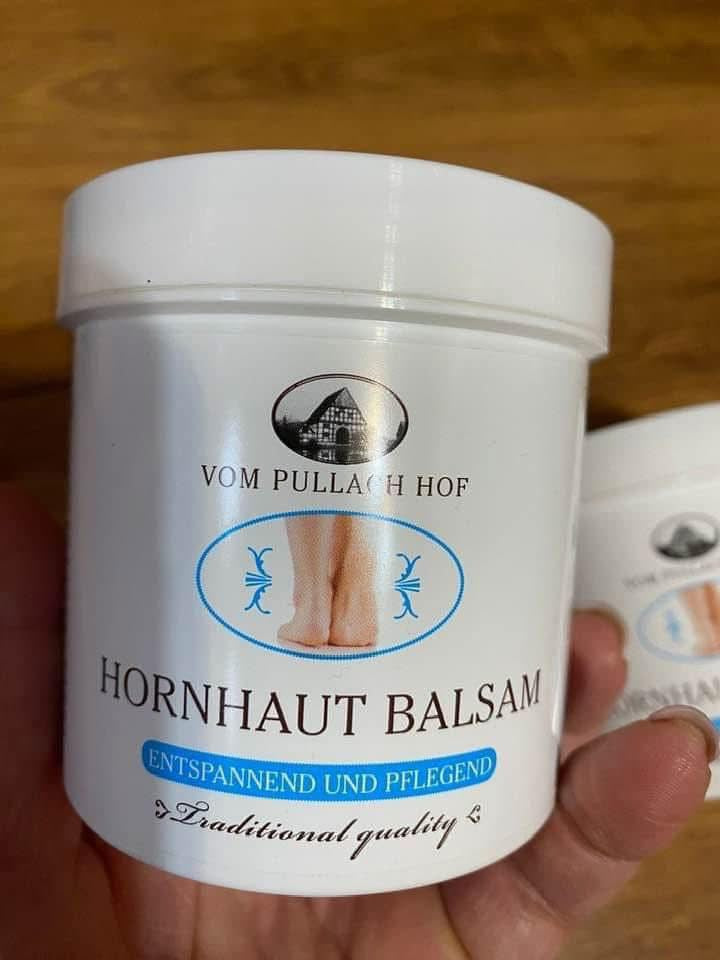 VOM PULLACH HOF
HORNHAUT BALSAM
ENTSPANNEND UND PFLEGEND
Traditional quality